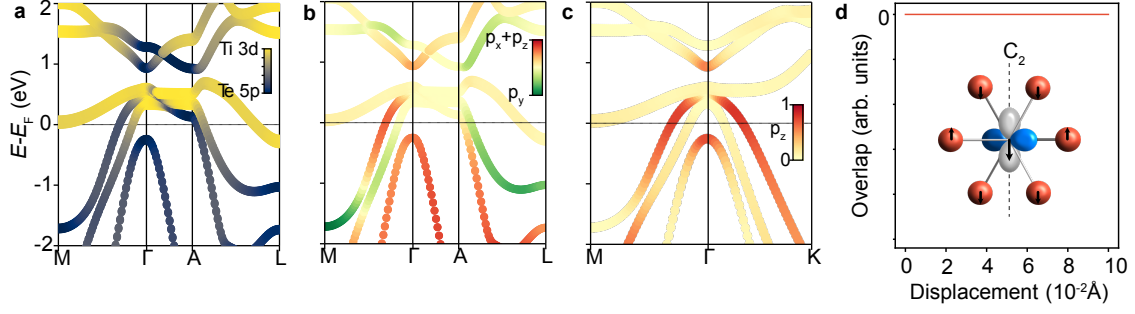 a
2
1
0
-1
-2
E-E_F (eV)
Ti 3d
Te 5p
M Γ A L
b
p_x+p_z
p_y
M Γ A L
c
1
p_z
0
M Γ K
d
0
C_2
Overlap (arb. units)
0 2 4 6 8 10
Displacement (10^-2Å)